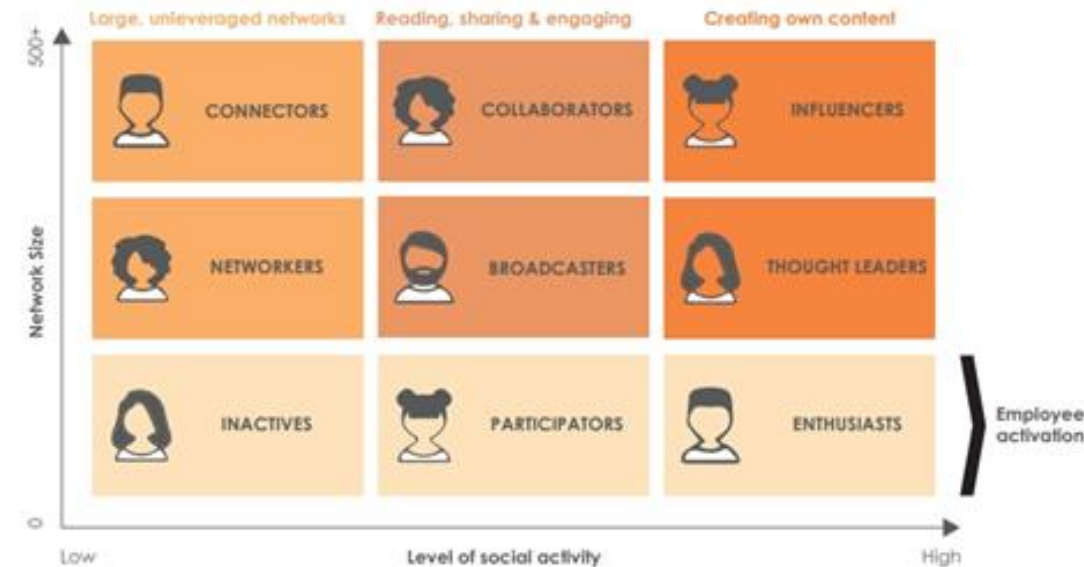 Large, unleveraged networks
Reading, sharing & engaging
Creating own content
500+
CONNECTORS
COLLABORATORS
INFLUENCERS
Network Size
NETWORKERS
BROADCASTERS
THOUGHT LEADERS
INACTIVES
PARTICIPATORS
ENTHUSIASTS
Employee
activation
0
Low
Level of social activity
High